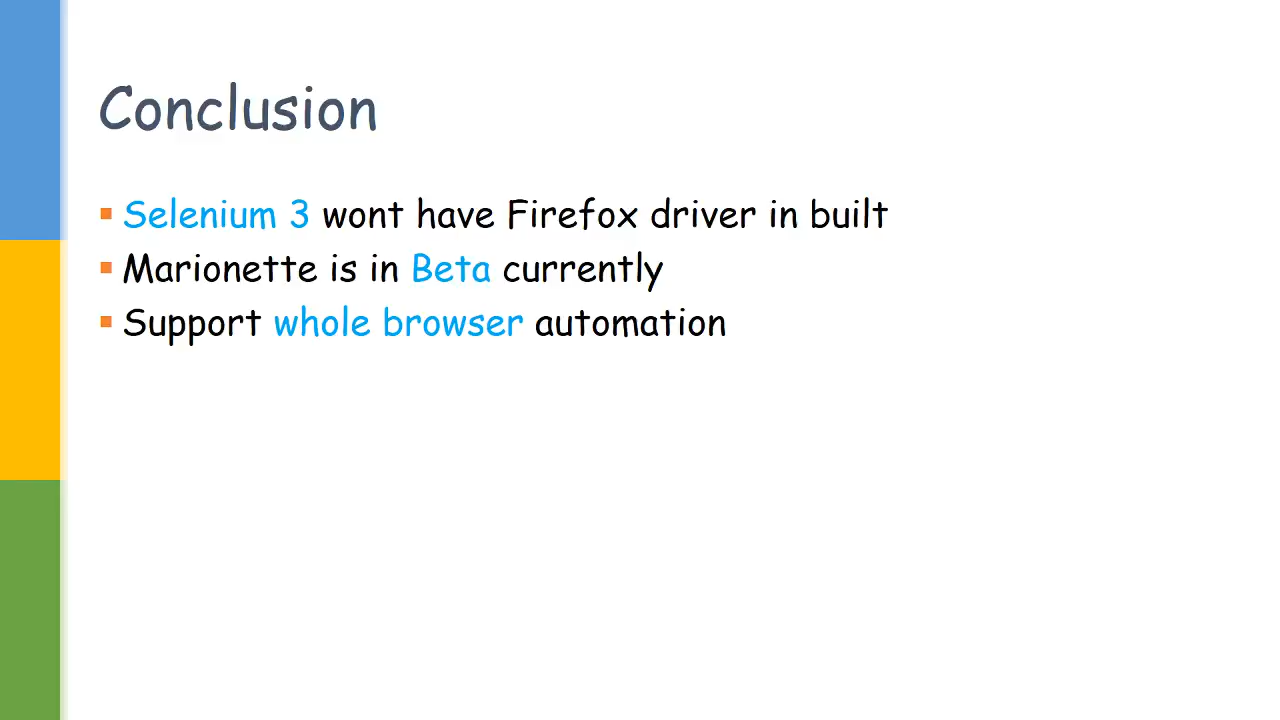 Conclusion
Selenium 3 wont have Firefox driver in built
Marionette is in Beta currently
Support whole browser automation